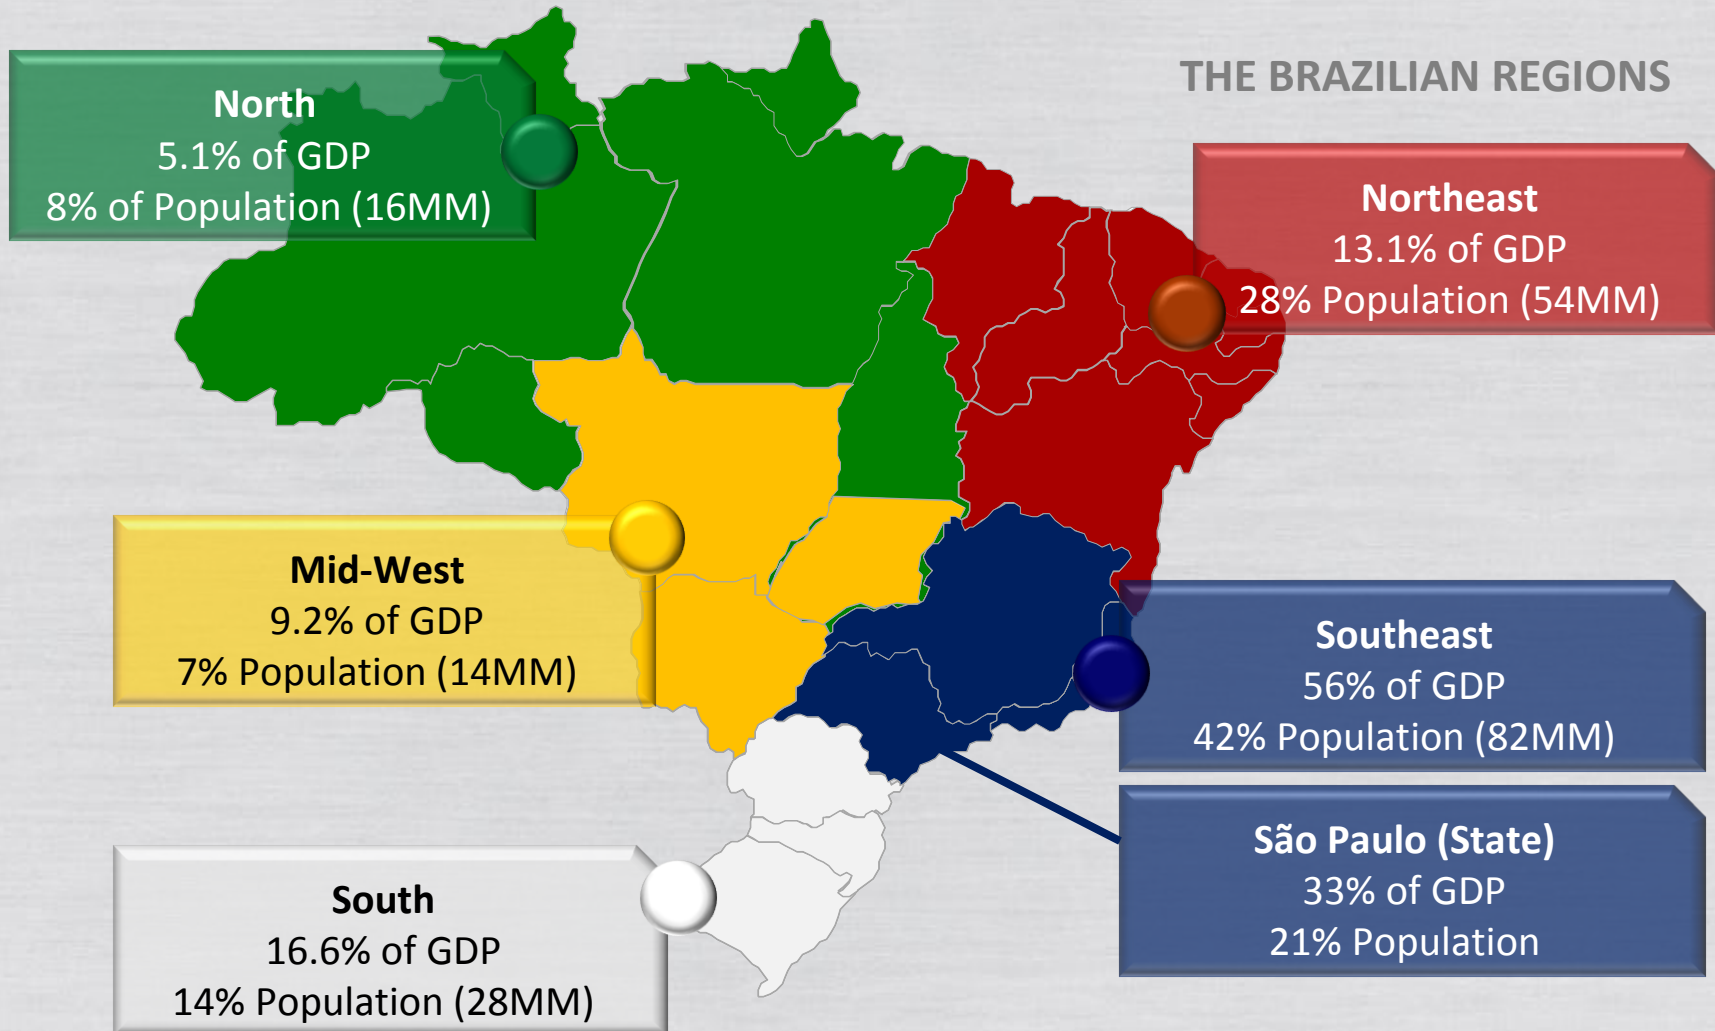 THE BRAZILIAN REGIONS
North
5.1% of GDP
8% of Population (16MM)
Northeast
13.1% of GDP
28% Population (54MM)
Mid-West
9.2% of GDP
7% Population (14MM)
Southeast
56% of GDP
42% Population (82MM)
São Paulo (State)
33% of GDP
21% Population
South
16.6% of GDP
14% Population (28MM)